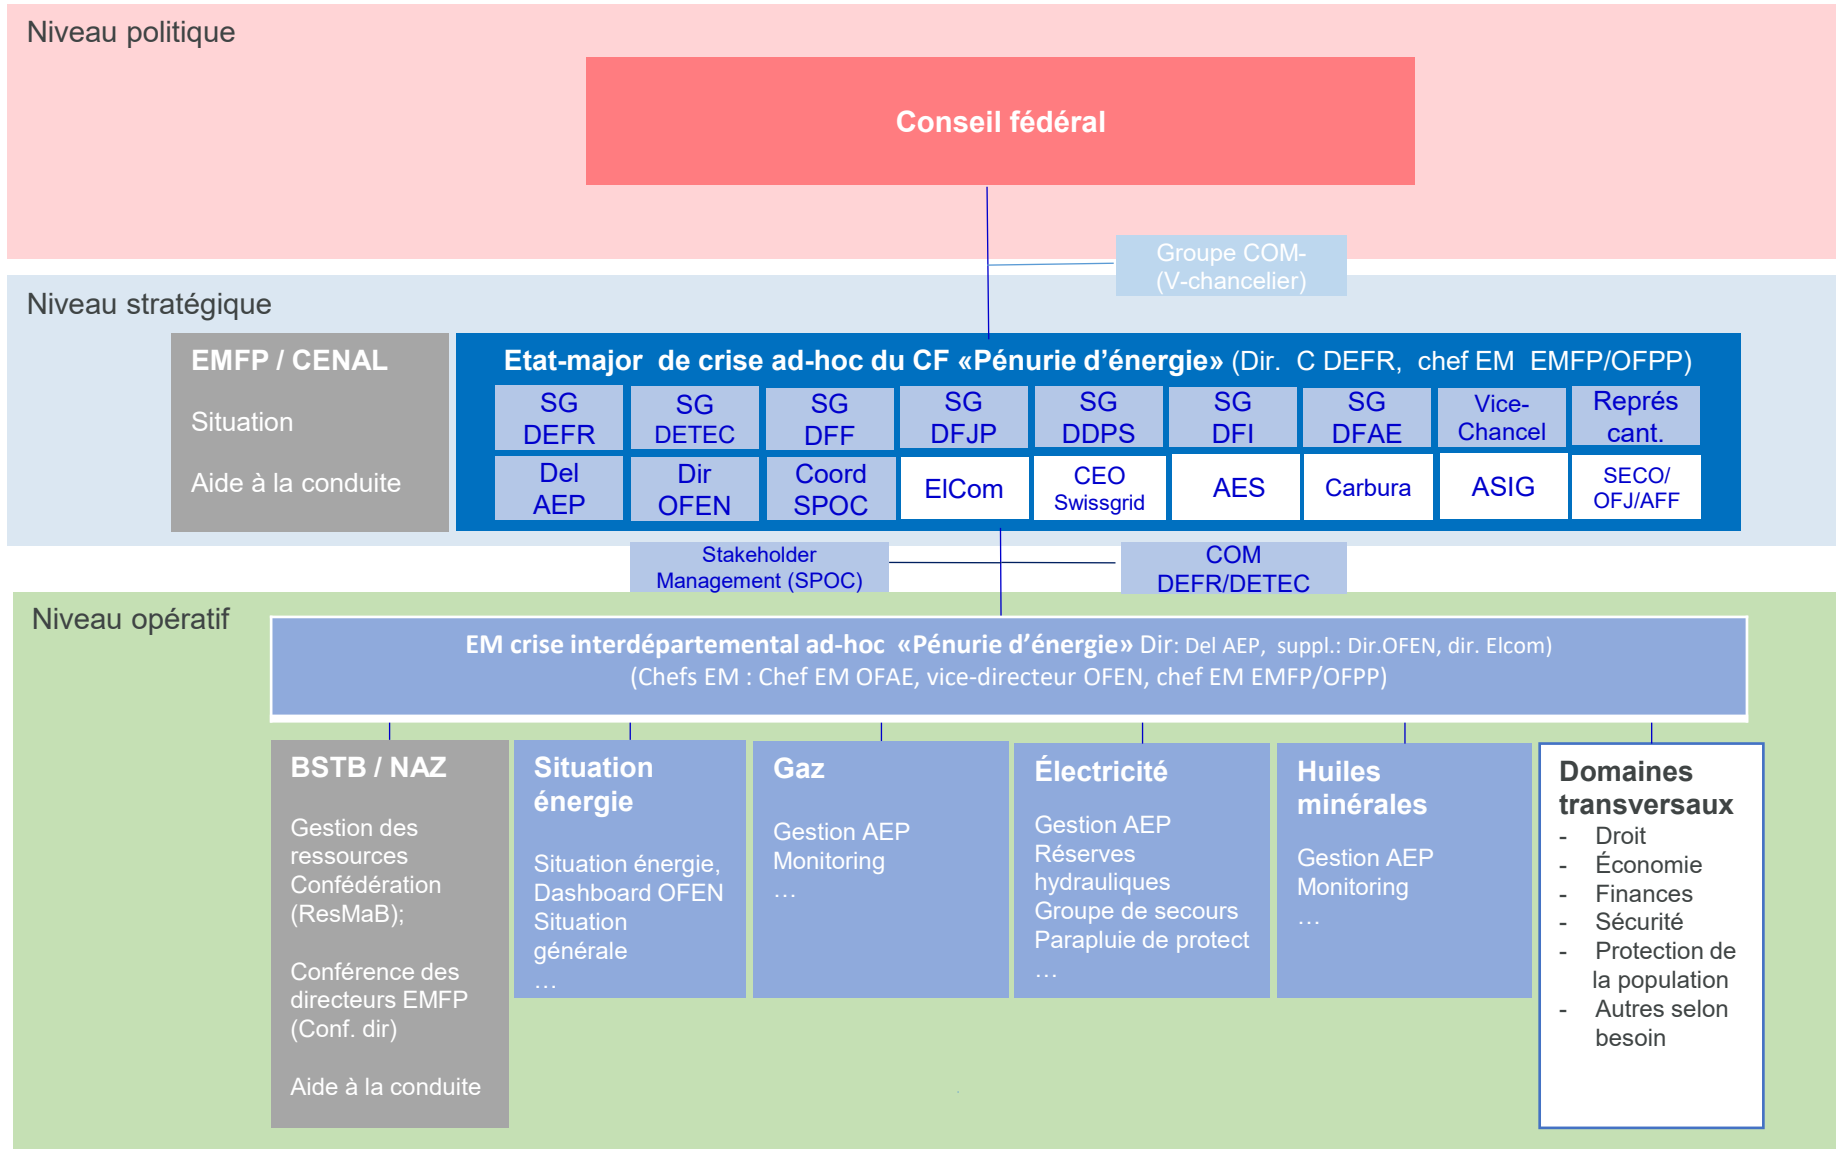 Niveau politique
Conseil fédéral
Groupe COM-
(V-chancelier)
Niveau stratégique
EMFP / CENAL
Situation
Aide à la conduite
Etat-major  de crise ad-hoc du CF «Pénurie d’énergie» (Dir.  C DEFR,  chef EM  EMFP/OFPP)
SG
DEFR
SG
DETEC
SG
DFF
SG
DFJP
SG
DDPS
SG
DFI
SG
DFAE
Vice-
Chancel
Représ
cant.
Del
AEP
Dir
OFEN
Coord
SPOC
ElCom
CEO
Swissgrid
AES
Carbura
ASIG
SECO/
OFJ/AFF
Stakeholder
Management (SPOC)
COM
DEFR/DETEC
Niveau opératif
EM crise interdépartemental ad-hoc  «Pénurie d’énergie» Dir: Del AEP,  suppl.: Dir.OFEN, dir. Elcom)
(Chefs EM : Chef EM OFAE, vice-directeur OFEN, chef EM EMFP/OFPP)
BSTB / NAZ
Gestion des
ressources
Confédération
(ResMaB);
Conférence des
directeurs EMFP
(Conf. dir)
Aide à la conduite
Situation
énergie
Situation énergie,
Dashboard OFEN
Situation
générale
…
Gaz
Gestion AEP
Monitoring
…
Électricité
Gestion AEP
Réserves
hydrauliques
Groupe de secours
Parapluie de protect
…
Huiles
minérales
Gestion AEP
Monitoring
…
Domaines
transversaux
- Droit
- Économie
- Finances
- Sécurité
- Protection de
la population
- Autres selon
besoin